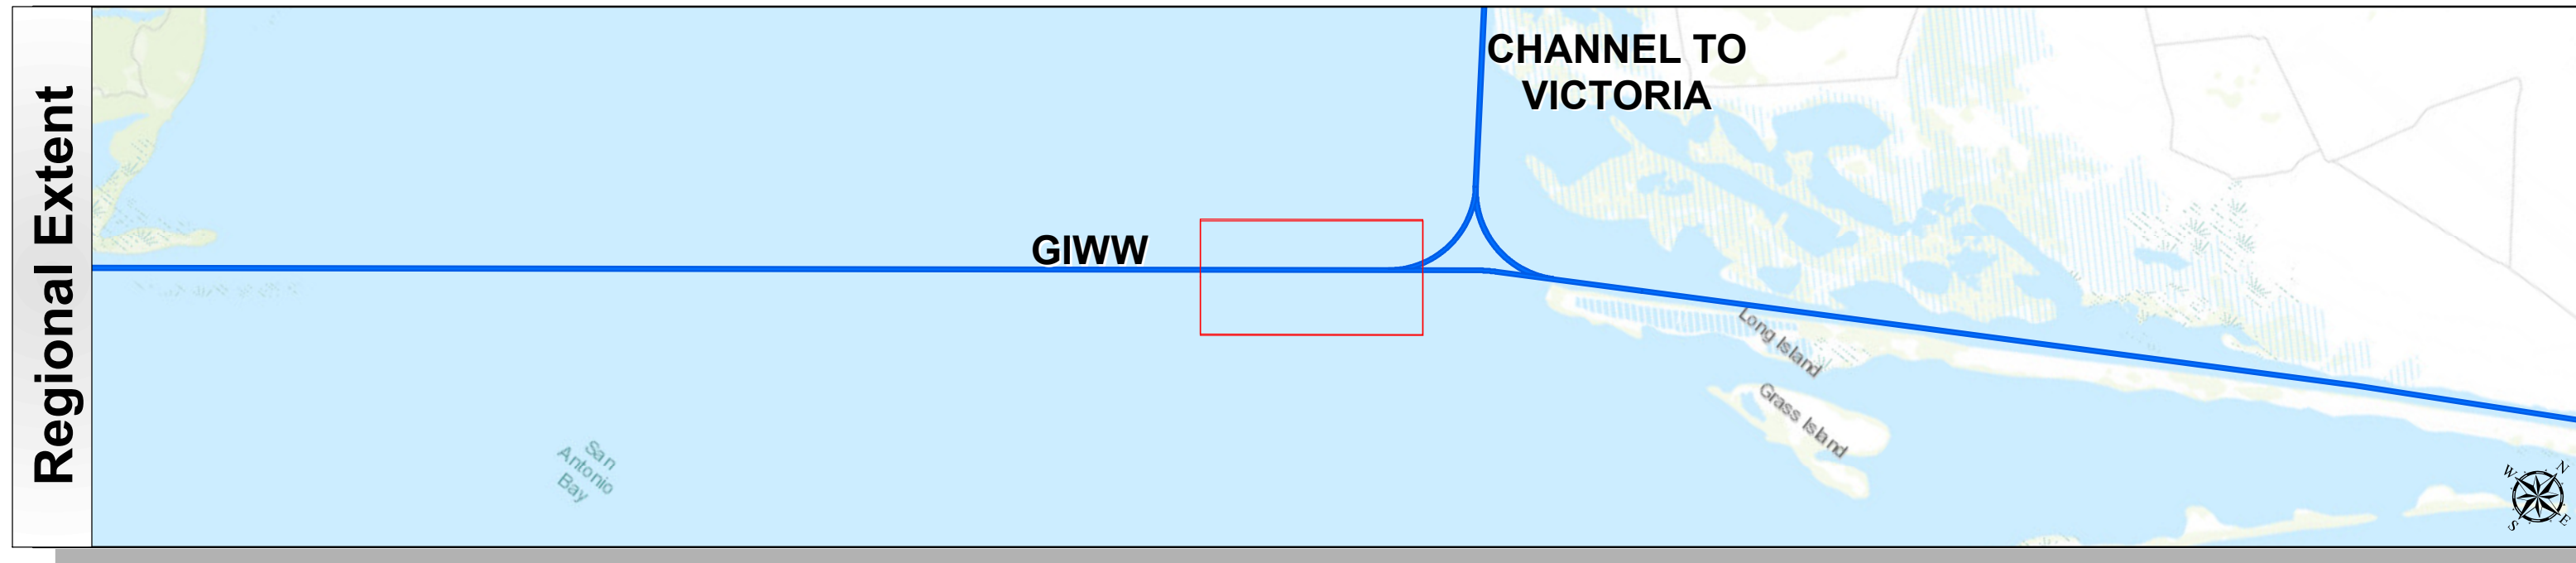 Regional Extent
CHANNEL TO
VICTORIA
GIWW
Long Island
Grass Island
San
Antonio
Bay
N
W
E
S